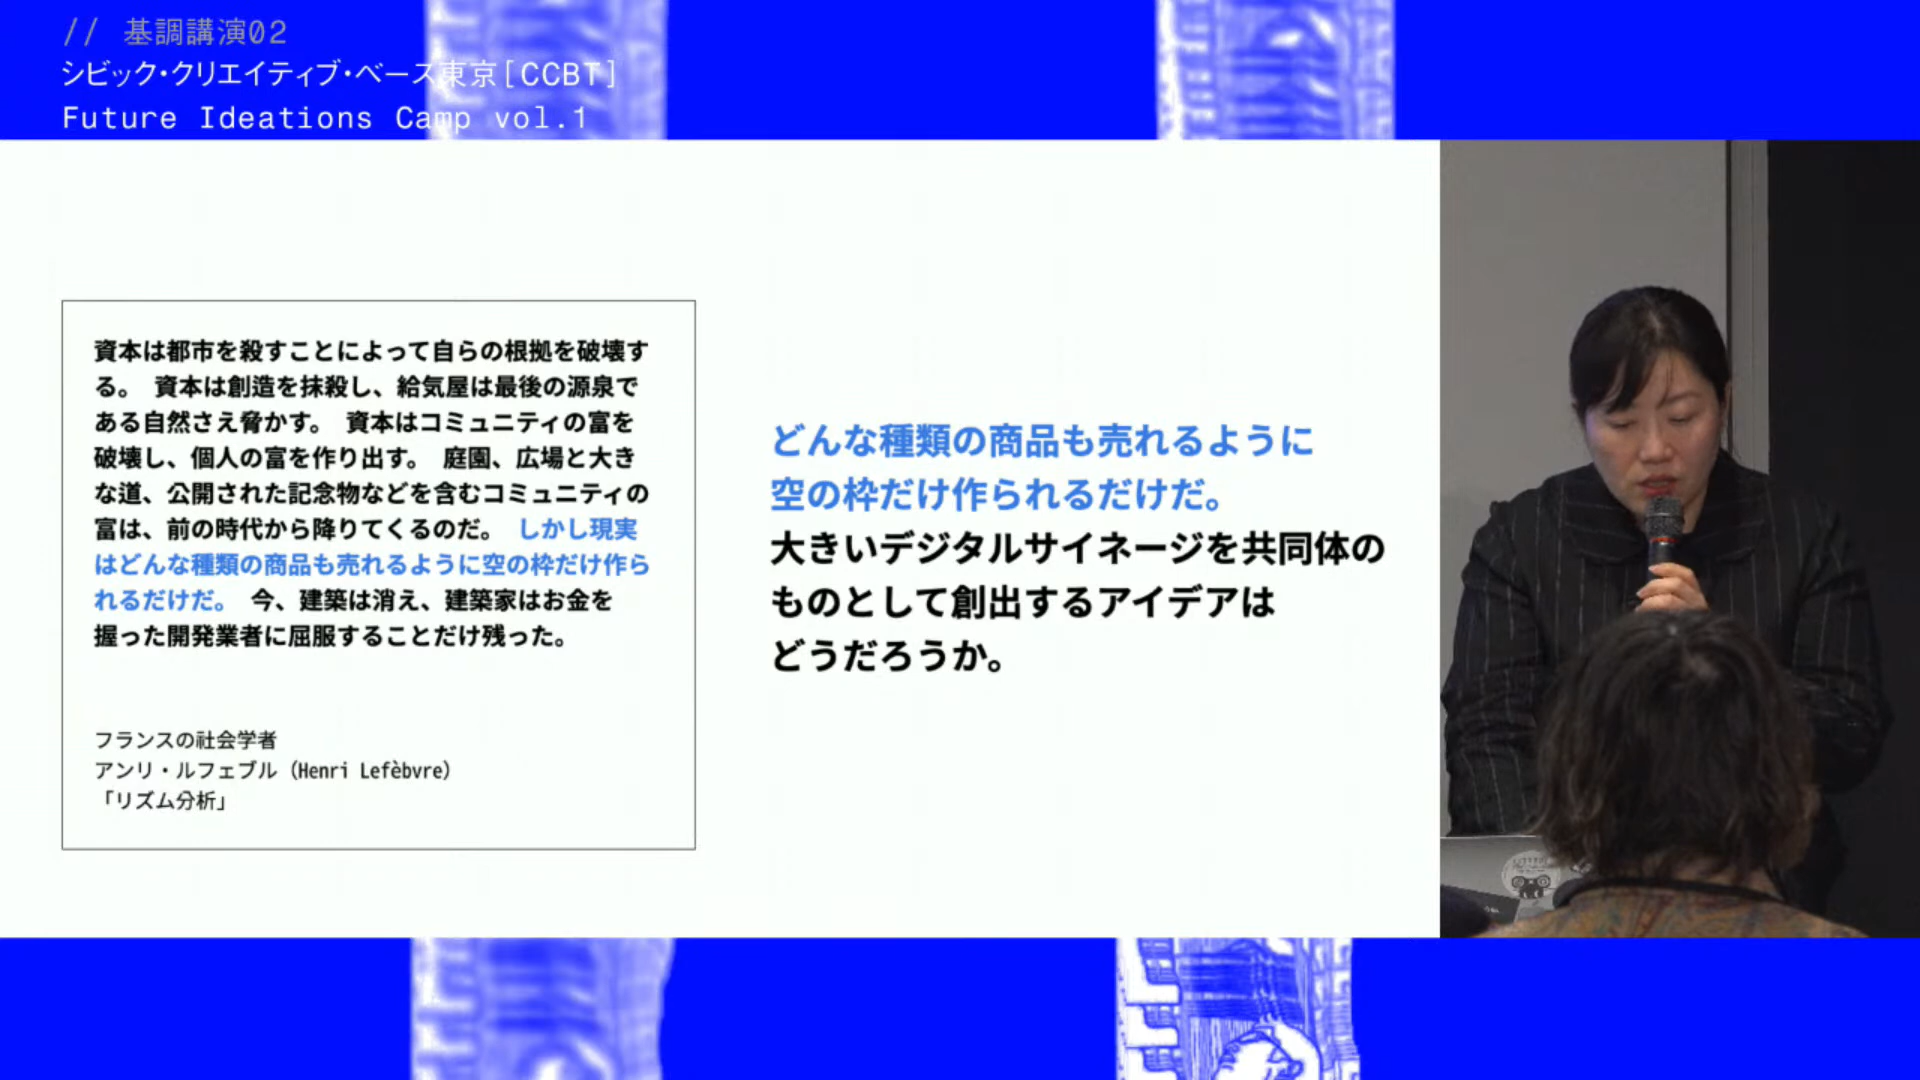 // 基調講演02
シビック・クリエイティブ・ベース東京[CCBT]
Future Ideations Camp vol.1
資本は都市を殺すことによって自らの根拠を破壊す
る。 資本は創造を抹殺し、給気屋は最後の源泉で
ある自然さえ脅かす。 資本はコミュニティの富を
破壊し、個人の富を作り出す。 庭園、広場と大き
な道、公開された記念物などを含むコミュニティの
富は、前の時代から降りてくるのだ。 しかし現実
はどんな種類の商品も売れるように空の枠だけ作ら
れるだけだ。 今、建築は消え、建築家はお金を
握った開発業者に屈服することだけ残った。
フランスの社会学者
アンリ・ルフェブル（Henri Lefèbvre）
「リズム分析」
どんな種類の商品も売れるように
空の枠だけ作られるだけだ。
大きいデジタルサイネージを共同体の
ものとして創出するアイデアは
どうだろうか。